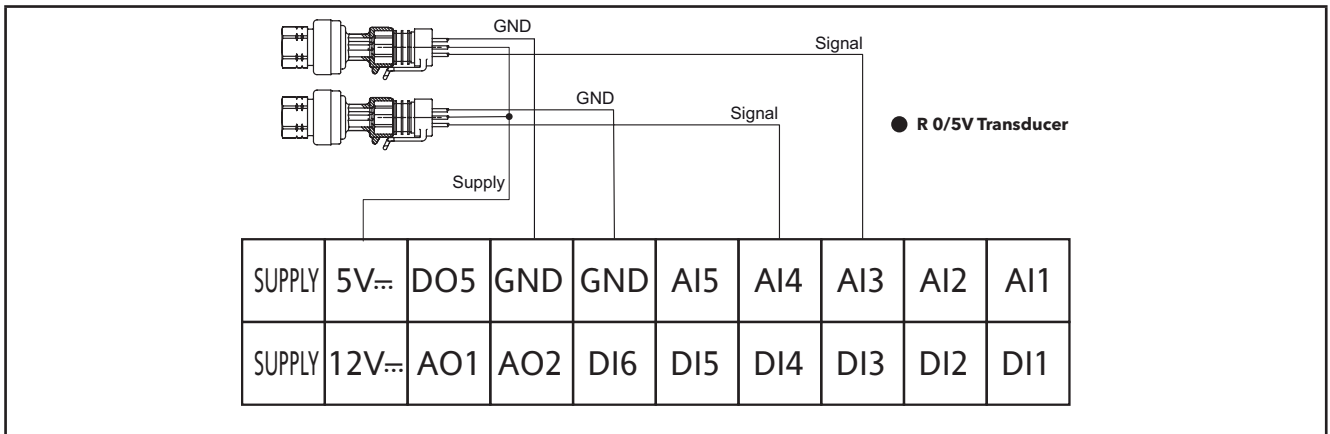 GND
Signal
GND
Signal
R 0/5V Transducer
Supply
SUPPLY 5V⎓ DO5 GND GND AI5 AI4 AI3 AI2 AI1
SUPPLY 12V⎓ AO1 AO2 DI6 DI5 DI4 DI3 DI2 DI1